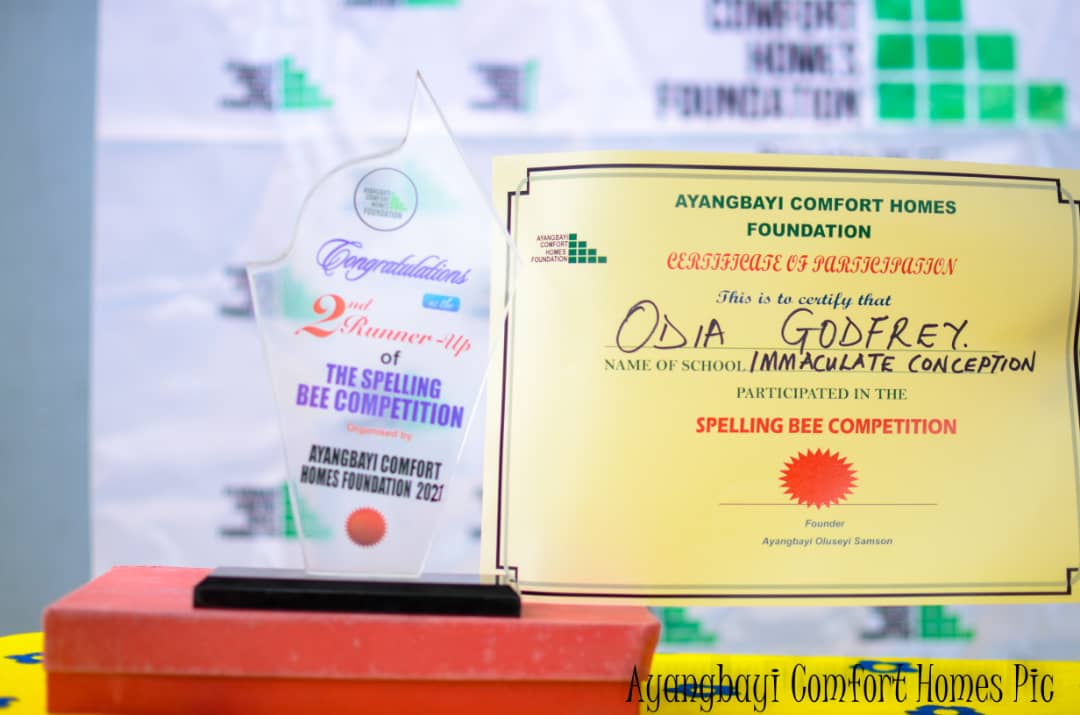 COMFORT
HOMES
FOUNDATION
AYANGBAYI
COMFORT
HOMES
FOUNDATION
Congratulations
as the
2nd
Runner-Up
of
THE SPELLING
BEE COMPETITION
Organised by
AYANGBAYI COMFORT
HOMES FOUNDATION 2021
AYANGBAYI COMFORT HOMES
FOUNDATION
AYANGBAYI
COMFORT
HOMES
FOUNDATION
CERTIFICATE OF PARTICIPATION
This is to certify that
ODIA GODFREY.
NAME OF SCHOOL IMMACULATE CONCEPTION
PARTICIPATED IN THE
SPELLING BEE COMPETITION
Founder
Ayangbayi Oluseyi Samson
Ayangbayi Comfort Homes Pic